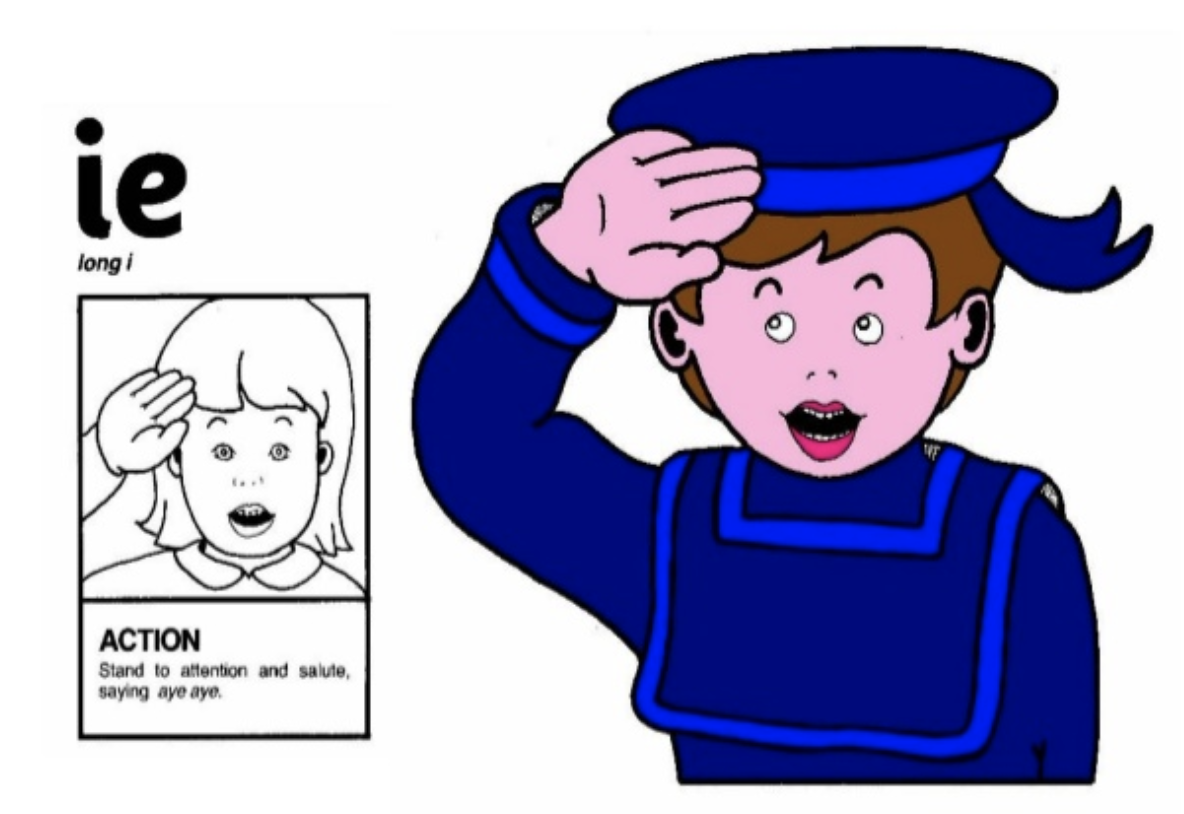 ie
long i
ACTION
Stand to attention and salute,
saying aye aye.